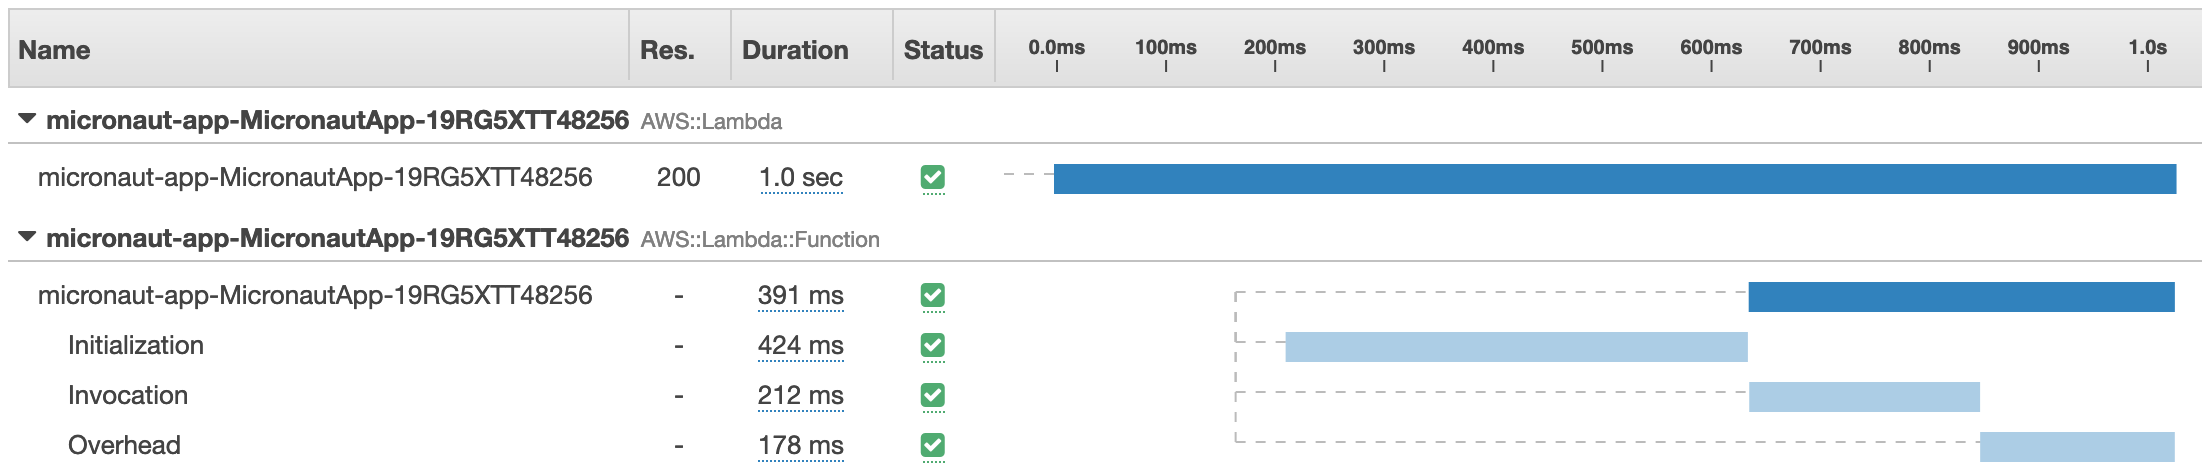 Name Res. Duration Status 0.0ms 100ms 200ms 300ms 400ms 500ms 600ms 700ms 800ms 900ms 1.0s
micronaut-app-MicronautApp-19RG5XTT48256 AWS::Lambda
micronaut-app-MicronautApp-19RG5XTT48256 200 1.0 sec
micronaut-app-MicronautApp-19RG5XTT48256 AWS::Lambda::Function
micronaut-app-MicronautApp-19RG5XTT48256 - 391 ms
Initialization - 424 ms
Invocation - 212 ms
Overhead - 178 ms